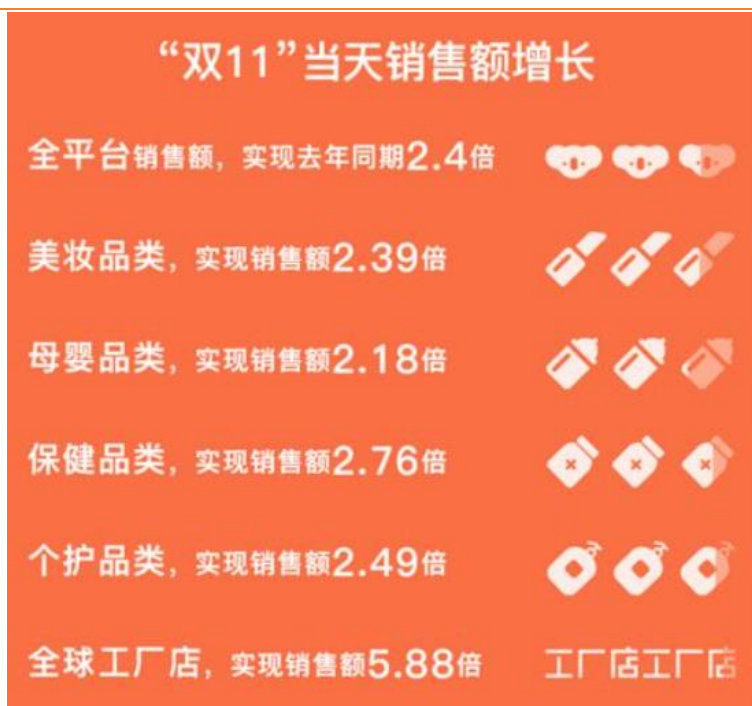 “双11”当天销售额增长
全平台销售额，实现去年同期2.4倍
美妆品类，实现销售额2.39倍
母婴品类，实现销售额2.18倍
保健品类，实现销售额2.76倍
个护品类，实现销售额2.49倍
全球工厂店，实现销售额5.88倍 工厂店工厂店